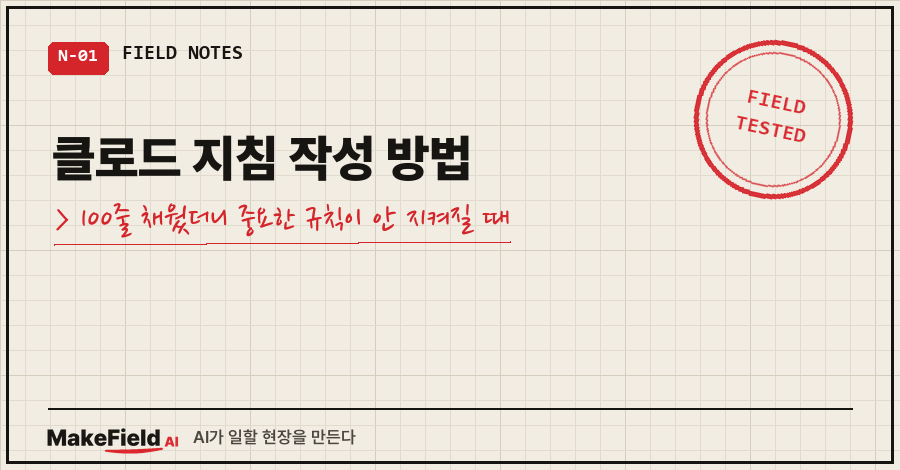 N-01 FIELD NOTES
FIELD
TESTED
클로드 지침 작성 방법
> 100줄 채웠더니 중요한 규칙이 안 지켜질 때
MakeField AI AI가 일할 현장을 만든다